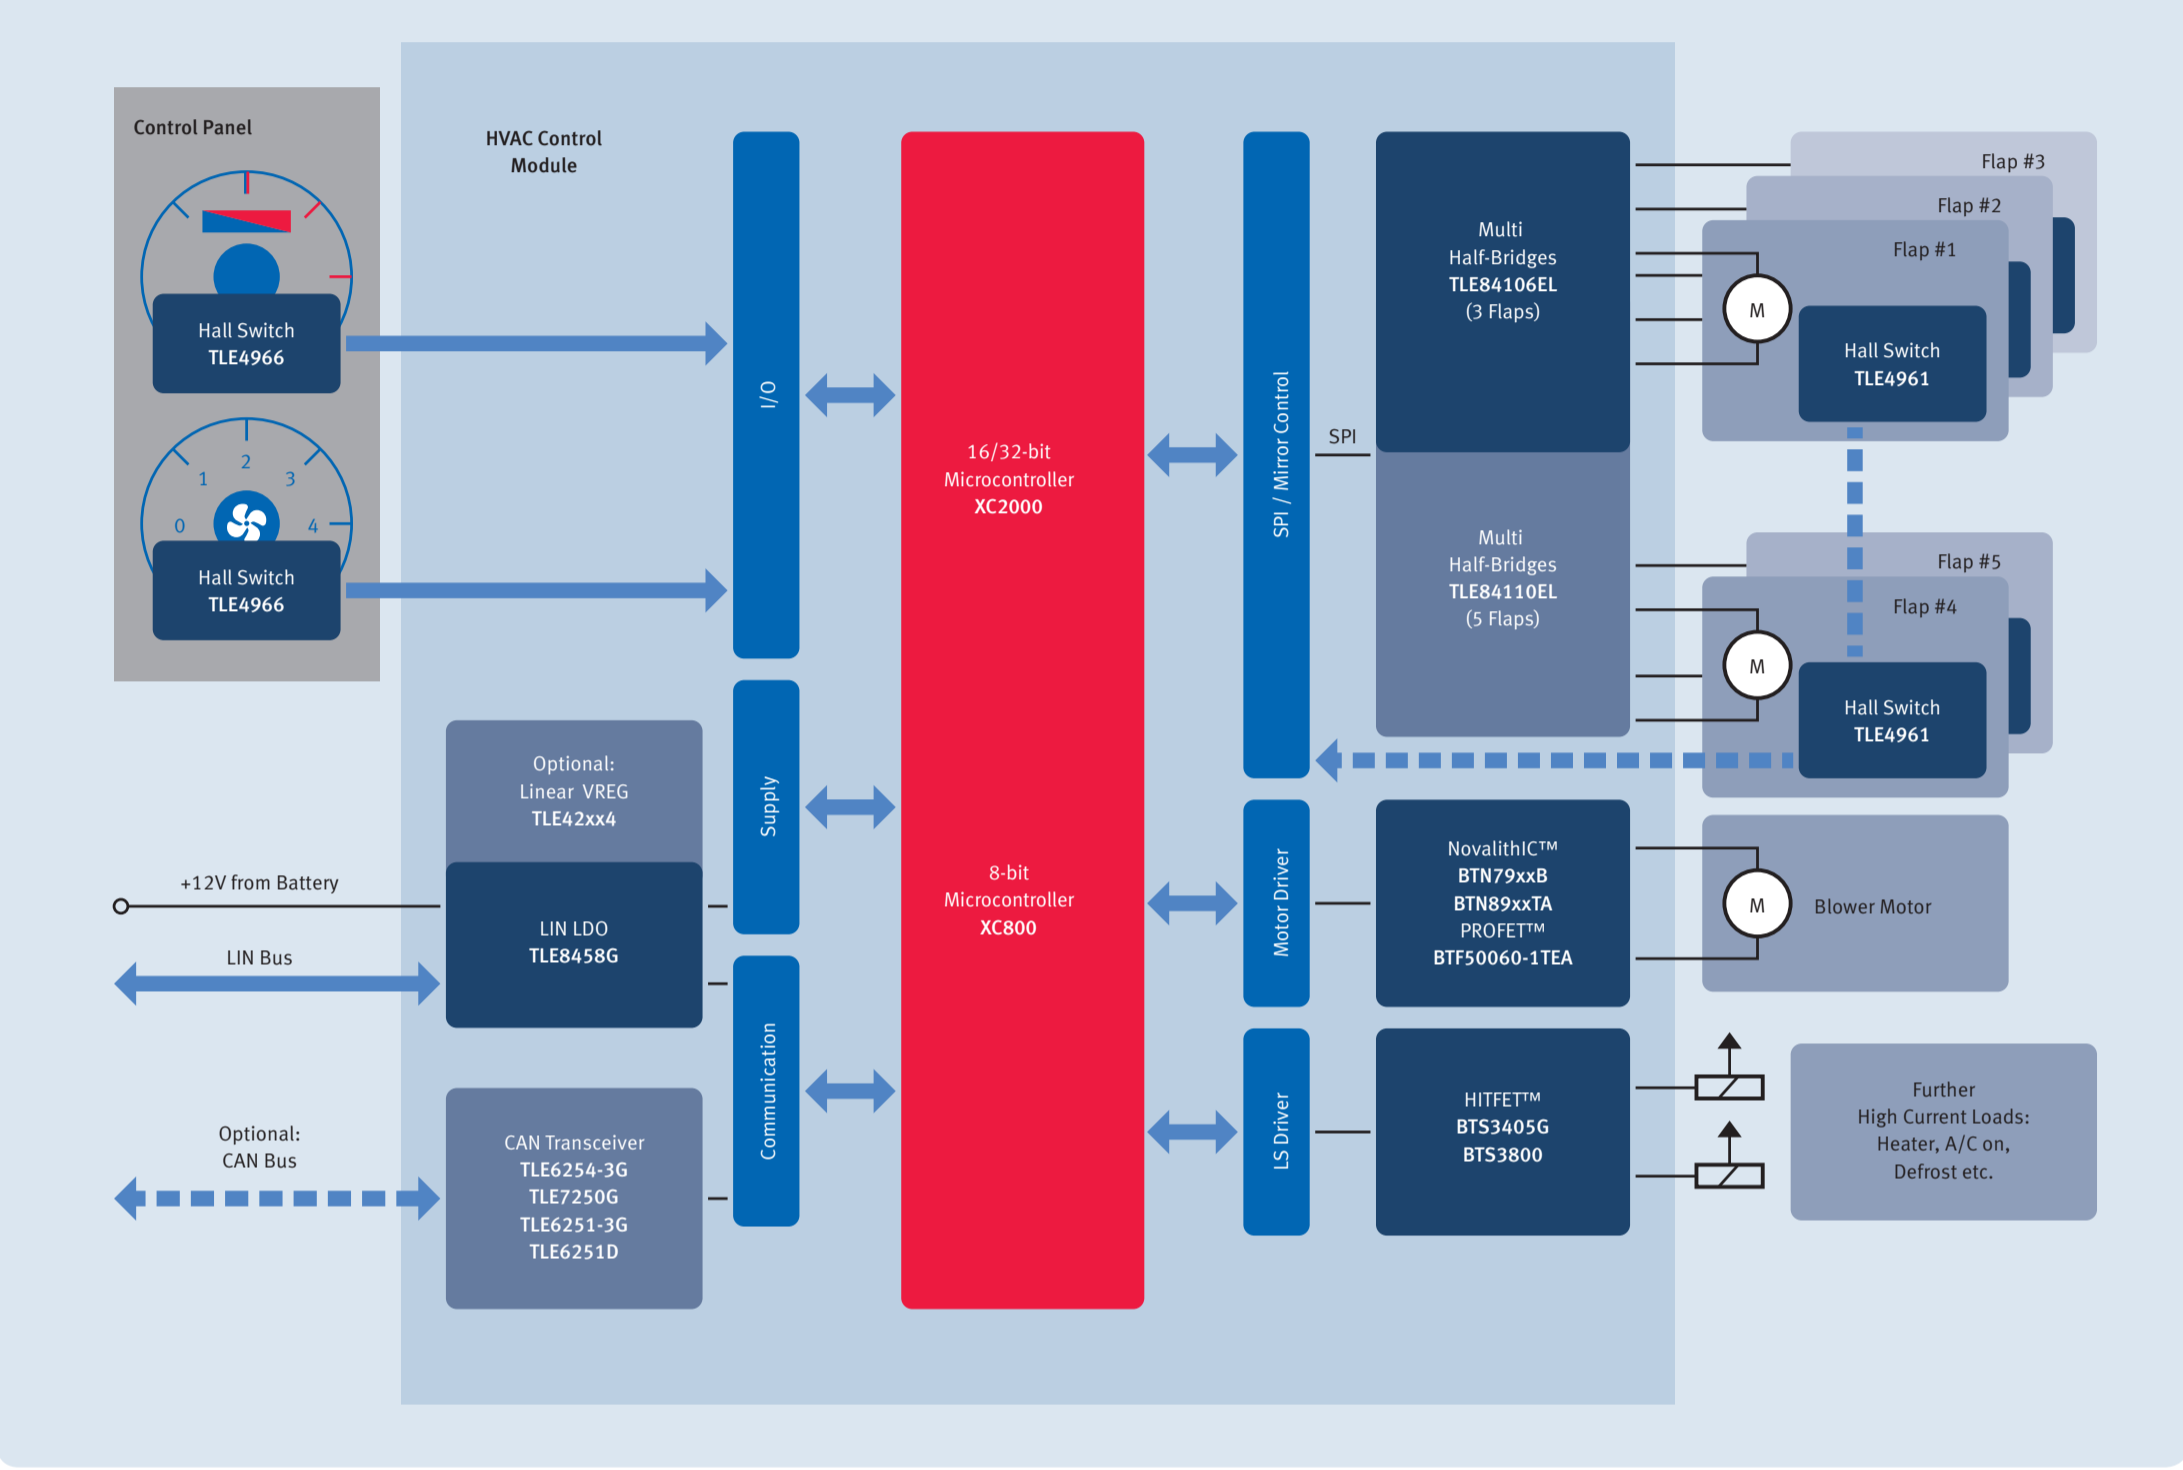 Control Panel
Hall Switch
TLE4966
2
1
3
0
4
Hall Switch
TLE4966
HVAC Control
Module
I/O
Optional:
Linear VREG
TLE42xx4
Supply
+12V from Battery
LIN LDO
TLE8458G
LIN Bus
Communication
Optional:
CAN Bus
CAN Transceiver
TLE6254-3G
TLE7250G
TLE6251-3G
TLE6251D
16/32-bit
Microcontroller
XC2000
8-bit
Microcontroller
XC800
SPI / Mirror Control
SPI
Multi
Half-Bridges
TLE84106EL
(3 Flaps)
Multi
Half-Bridges
TLE84110EL
(5 Flaps)
Flap #3
Flap #2
Flap #1
M
Hall Switch
TLE4961
Flap #5
Flap #4
M
Hall Switch
TLE4961
Motor Driver
NovalithIC™
BTN79xxB
BTN89xxTA
PROFET™
BTF50060-1TEA
M
Blower Motor
LS Driver
HITFET™
BTS3405G
BTS3800
Further
High Current Loads:
Heater, A/C on,
Defrost etc.